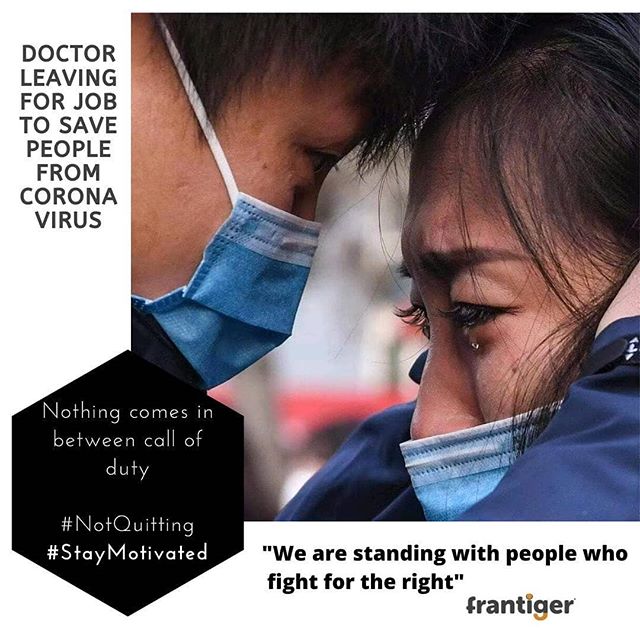 DOCTOR
LEAVING
FOR JOB
TO SAVE
PEOPLE
FROM
CORONA
VIRUS
Nothing comes in
between call of
duty
#NotQuitting
#StayMotivated
"We are standing with people who
fight for the right"
frantiger